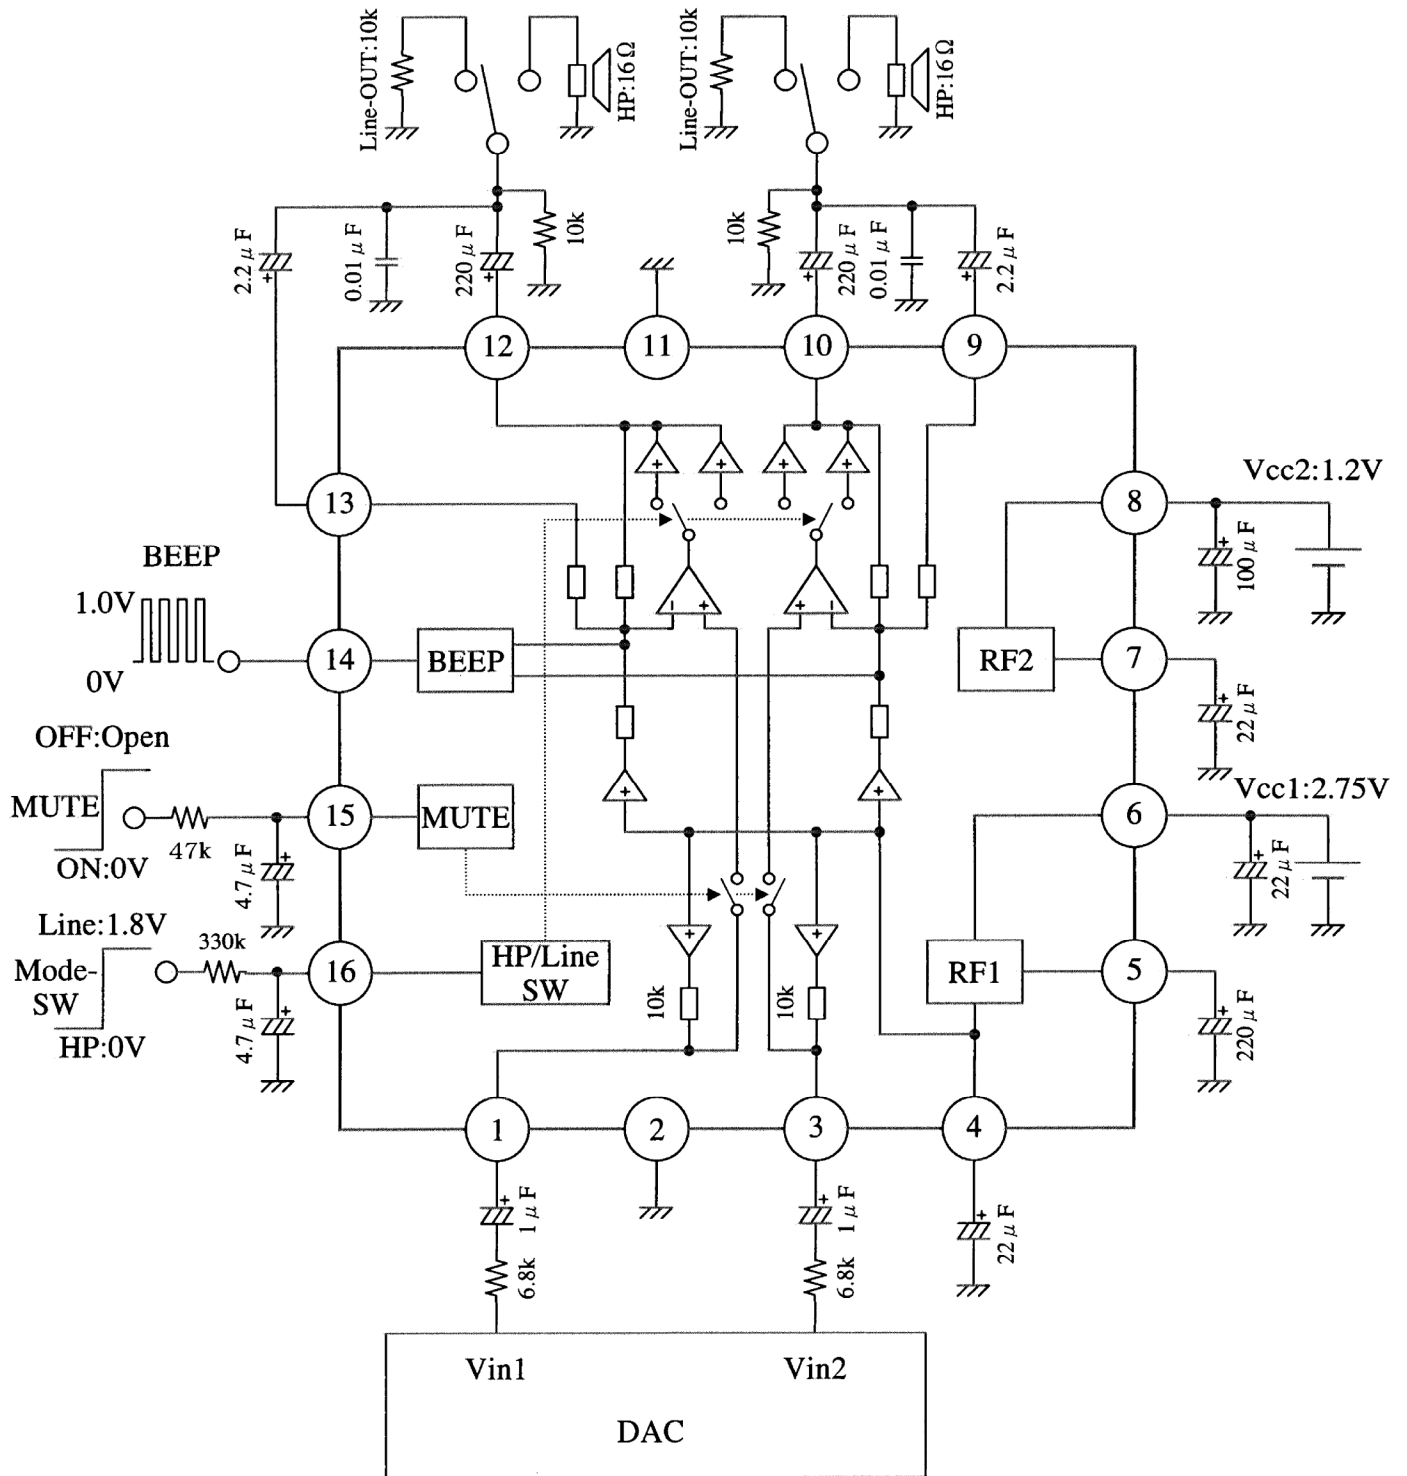 Line-OUT:10k
HP:16Ω
Line-OUT:10k
HP:16Ω
2.2μF
0.01μF
220μF
10k
10k
220μF
0.01μF
2.2μF
12
11
10
9
13
8
Vcc2:1.2V
100μF
BEEP
1.0V
0V
14
BEEP
RF2
7
22μF
OFF:Open
MUTE
ON:0V
47k
4.7μF
15
MUTE
6
Vcc1:2.75V
22μF
Line:1.8V
Mode-
SW
HP:0V
330k
4.7μF
16
HP/Line
SW
10k
10k
RF1
5
220μF
1
2
3
4
1μF
6.8k
1μF
6.8k
22μF
Vin1
Vin2
DAC
+
-
+
+
-